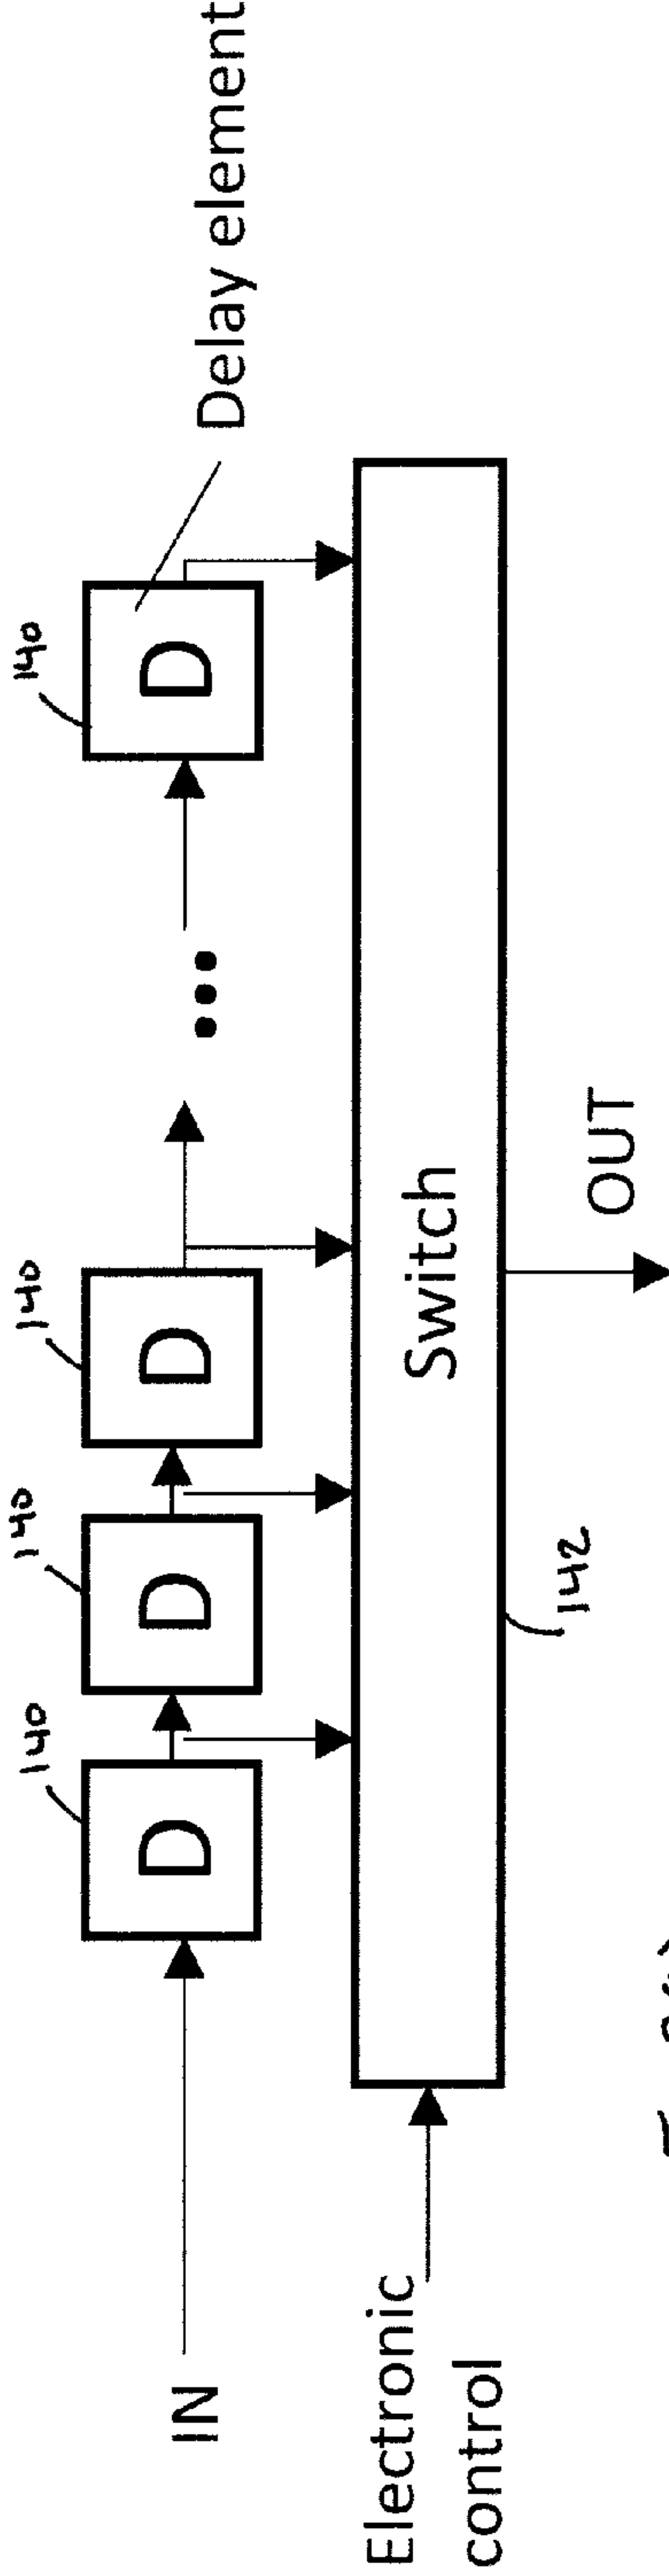 140
140
140
140
D
D
D
D
Delay element
IN
Electronic
control
Switch
142
OUT